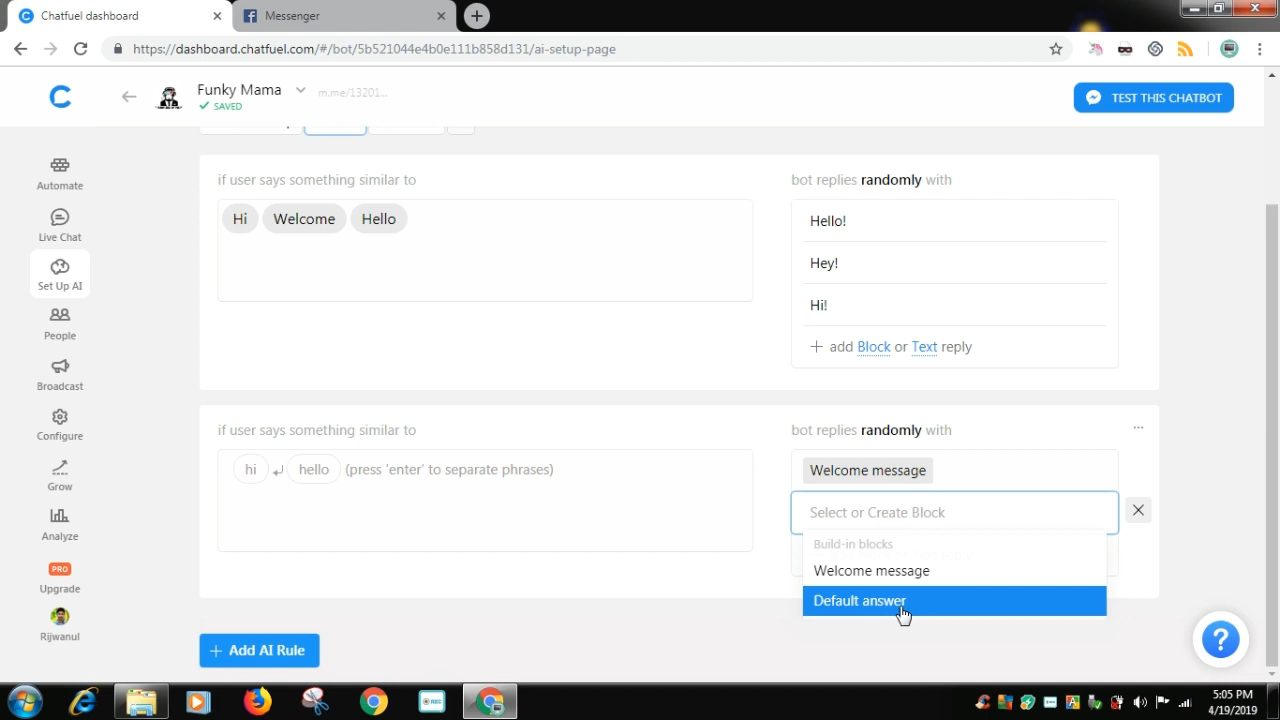 Chatfuel dashboard
Messenger
https://dashboard.chatfuel.com/#/bot/5b521044e4b0e111b858d131/ai-setup-page
Funky Mama
m.me/13201...
SAVED
TEST THIS CHATBOT
Automate
Live Chat
Set Up AI
People
Broadcast
Configure
Grow
Analyze
PRO
Upgrade
Rijwanul
if user says something similar to
bot replies randomly with
Hi Welcome Hello
Hello!
Hey!
Hi!
+ add Block or Text reply
if user says something similar to
bot replies randomly with
...
hi ↵ hello (press 'enter' to separate phrases)
Welcome message
Select or Create Block
Build-in blocks
Welcome message
Default answer
+ Add AI Rule
?
REC
5:05 PM
4/19/2019